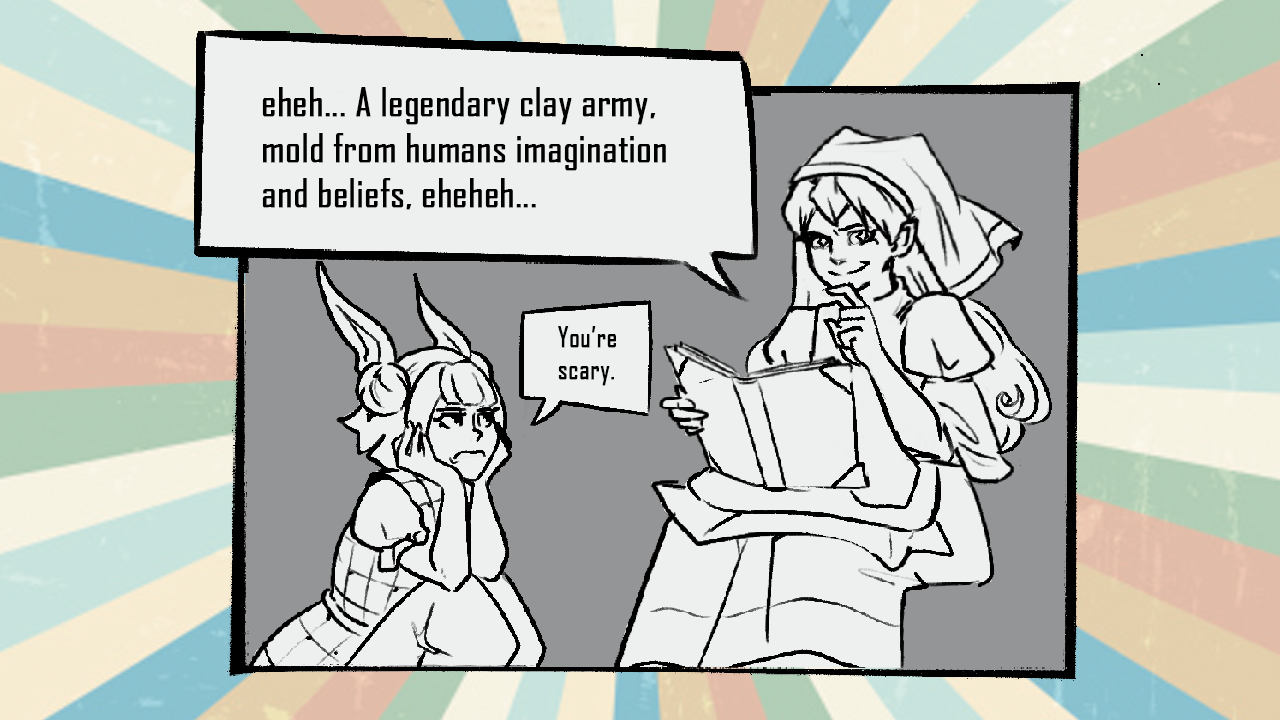 eheh... A legendary clay army,
mold from humans imagination
and beliefs, eheheh...
You're
scary.